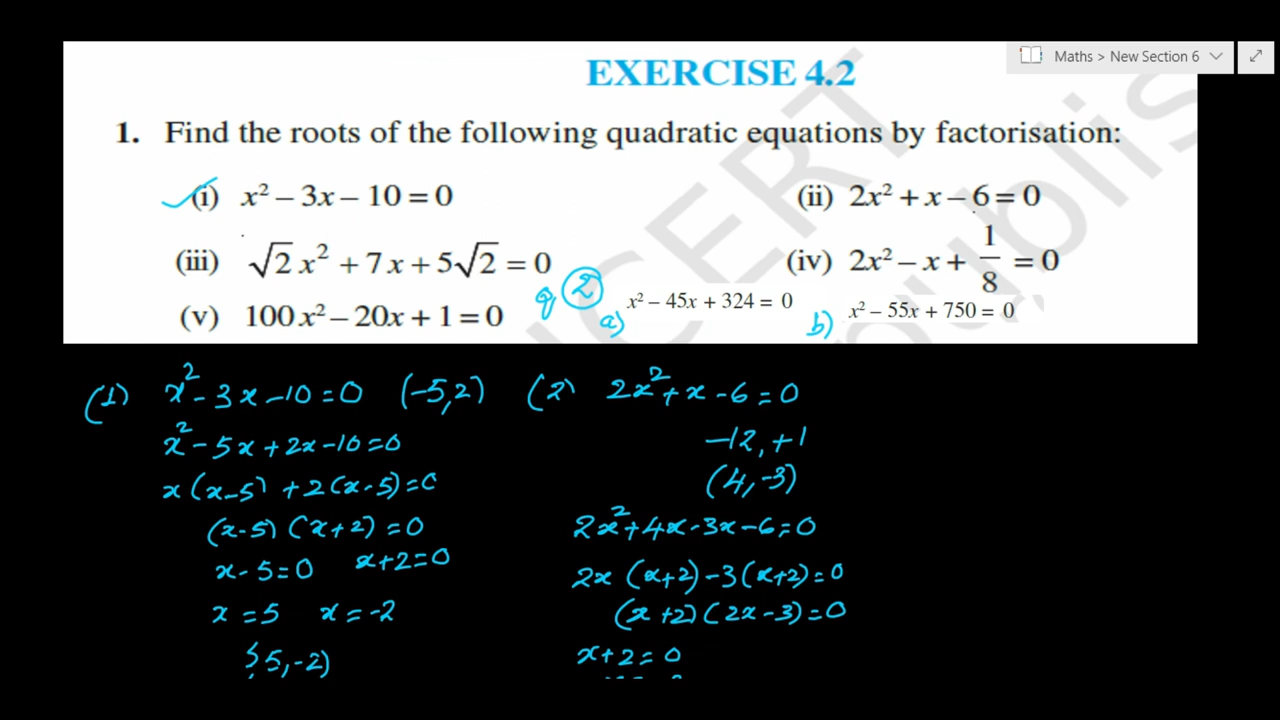 Maths > New Section 6
EXERCISE 4.2
1. Find the roots of the following quadratic equations by factorisation:
(i) x² – 3x – 10 = 0
(ii) 2x² + x – 6 = 0
(iii) √2 x² + 7x + 5√2 = 0
(iv) 2x² – x + 1/8 = 0
(v) 100x² – 20x + 1 = 0
q ②
a) x² – 45x + 324 = 0
b) x² – 55x + 750 = 0
(1) x² - 3x - 10 = 0 (-5,2)
x² - 5x + 2x - 10 = 0
x (x-5) + 2(x-5) = 0
(x-5) (x+2) = 0
x-5=0 x+2=0
x = 5 x = -2
{5,-2}
(2) 2x² + x - 6 = 0
-12, +1
(4,-3)
2x² + 4x - 3x - 6 = 0
2x (x+2) - 3(x+2) = 0
(x+2) (2x-3) = 0
x+2 = 0
NCERT
republis